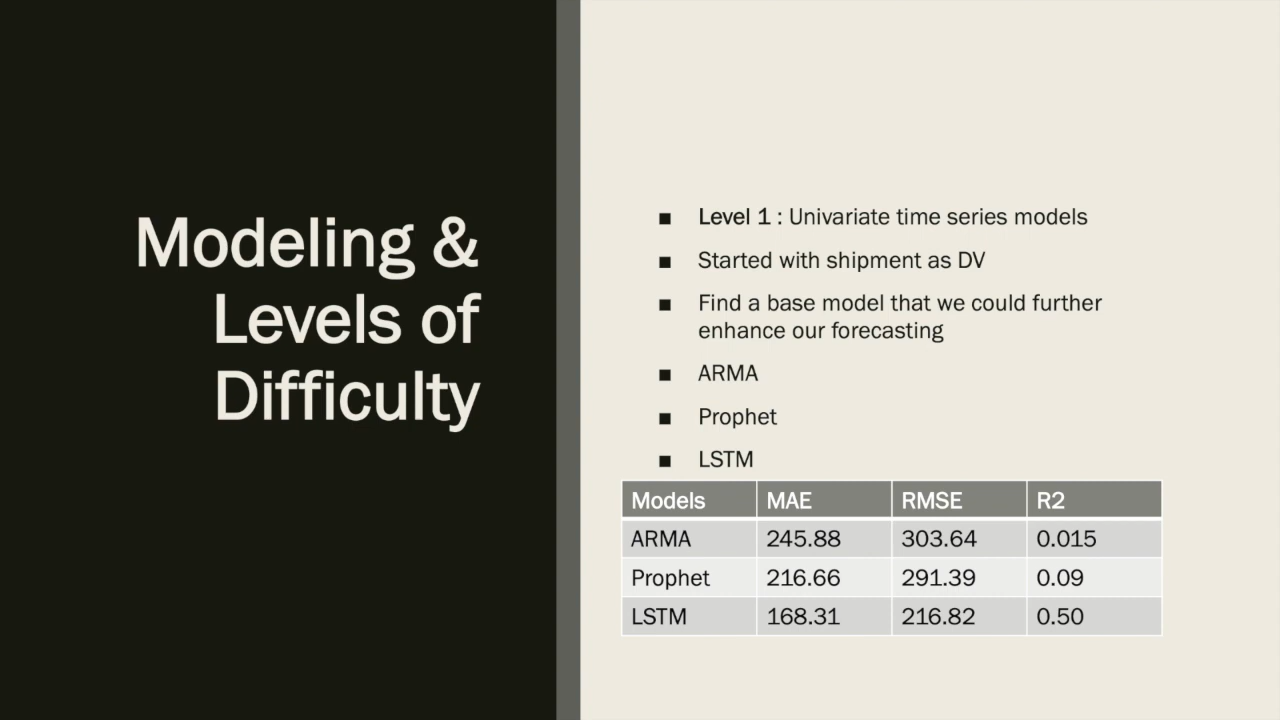 Modeling &
Levels of
Difficulty
■ Level 1 : Univariate time series models
■ Started with shipment as DV
■ Find a base model that we could further
enhance our forecasting
■ ARMA
■ Prophet
■ LSTM
Models MAE RMSE R2
ARMA 245.88 303.64 0.015
Prophet 216.66 291.39 0.09
LSTM 168.31 216.82 0.50